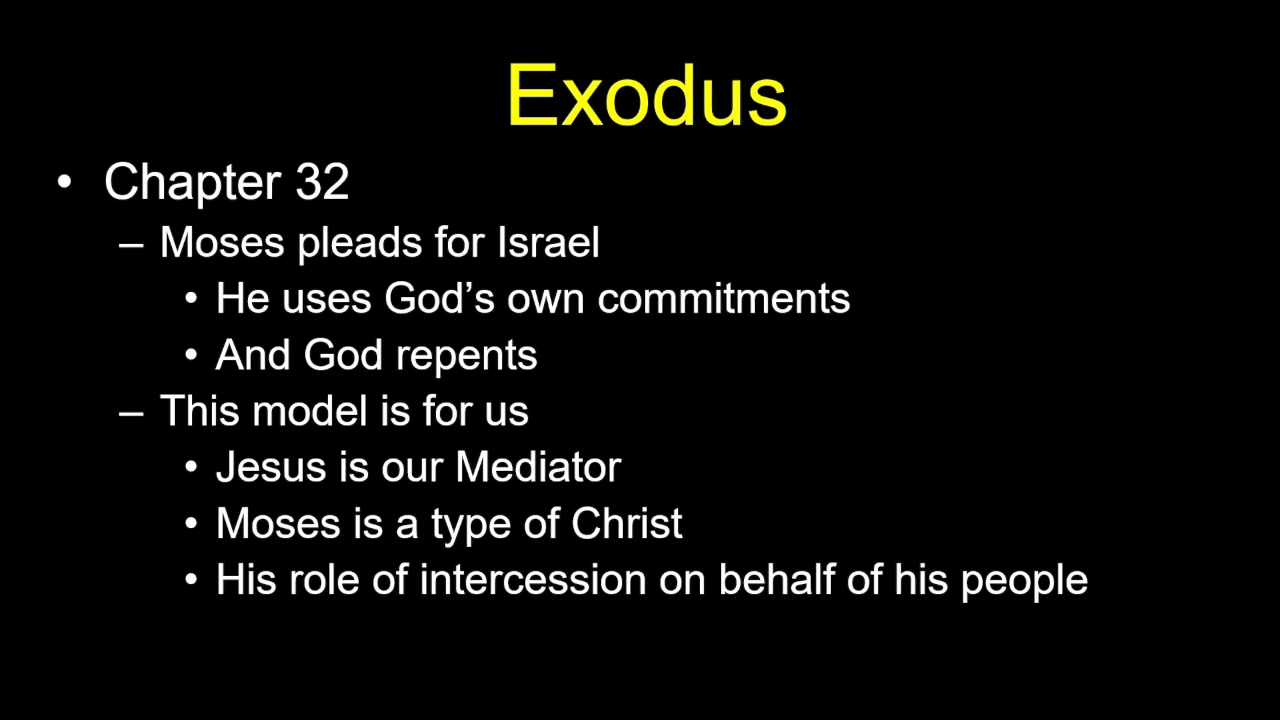 Exodus
• Chapter 32
– Moses pleads for Israel
• He uses God’s own commitments
• And God repents
– This model is for us
• Jesus is our Mediator
• Moses is a type of Christ
• His role of intercession on behalf of his people